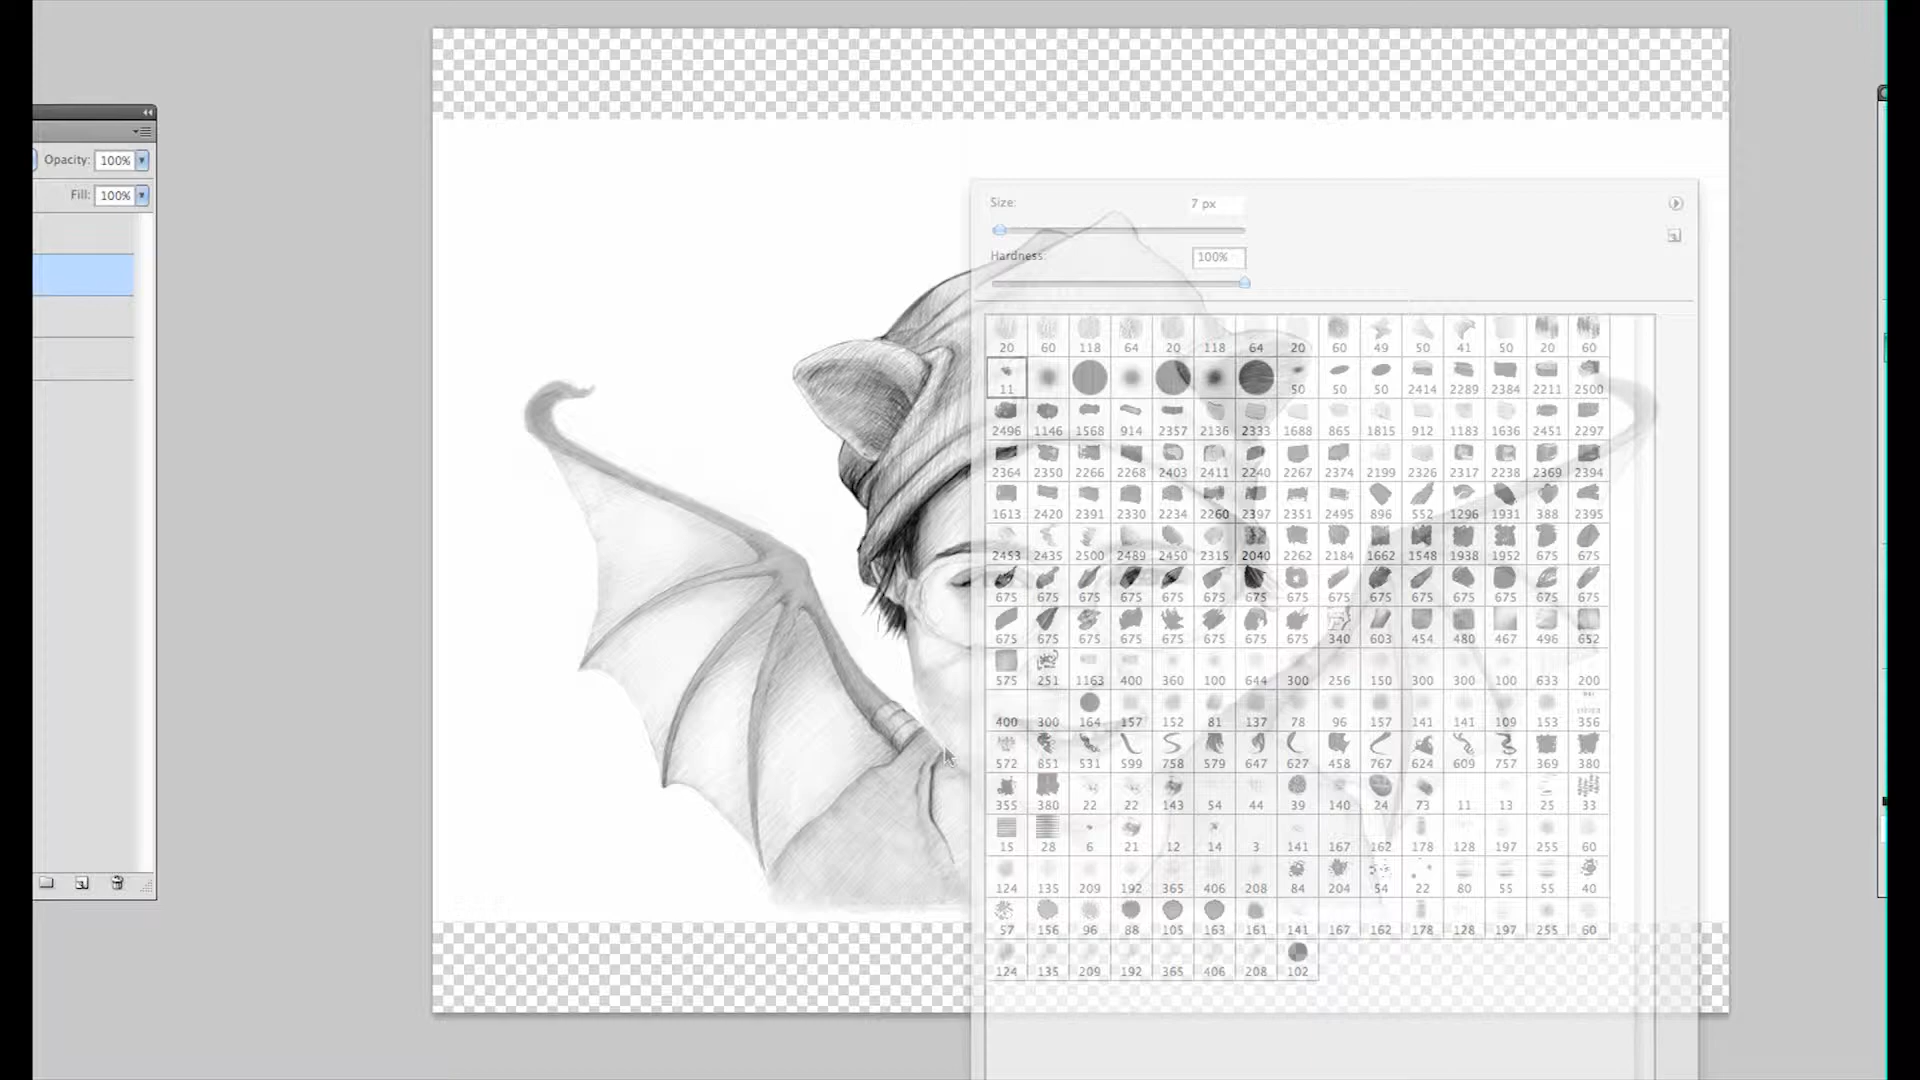 Opacity: 100%
Fill: 100%
Size: 7 px
Hardness: 100%
20 60 118 64 20 118 64 20 60 49 50 41 50 20 60
11 50 50 50 2414 2289 2384 2211 2500
2496 1146 1568 914 2357 2136 2333 1688 865 1815 912 1183 1636 2451 2297
2364 2350 2266 2268 2403 2411 2240 2267 2374 2199 2326 2317 2238 2369 2394
1613 2420 2391 2330 2234 2260 2397 2351 2495 896 552 1296 1931 388 2395
2453 2435 2500 2489 2450 2315 2040 2262 2184 1662 1548 1938 1952 675 675
675 675 675 675 675 675 675 675 675 675 675 675 675 675 675
675 675 675 675 675 675 675 675 340 603 454 480 467 496 652
575 251 1163 400 360 100 644 300 256 150 300 300 100 633 200
400 300 164 157 152 81 137 78 96 157 141 141 109 153 356
572 851 531 599 758 579 647 627 458 767 624 609 757 369 380
355 380 22 22 143 54 44 39 140 24 73 11 13 25 33
15 28 6 21 12 14 3 141 167 162 178 128 197 255 60
124 135 209 192 365 406 208 84 204 54 22 80 55 55 40
57 156 96 88 105 163 161 141 167 162 178 128 197 255 60
124 135 209 192 365 406 208 102